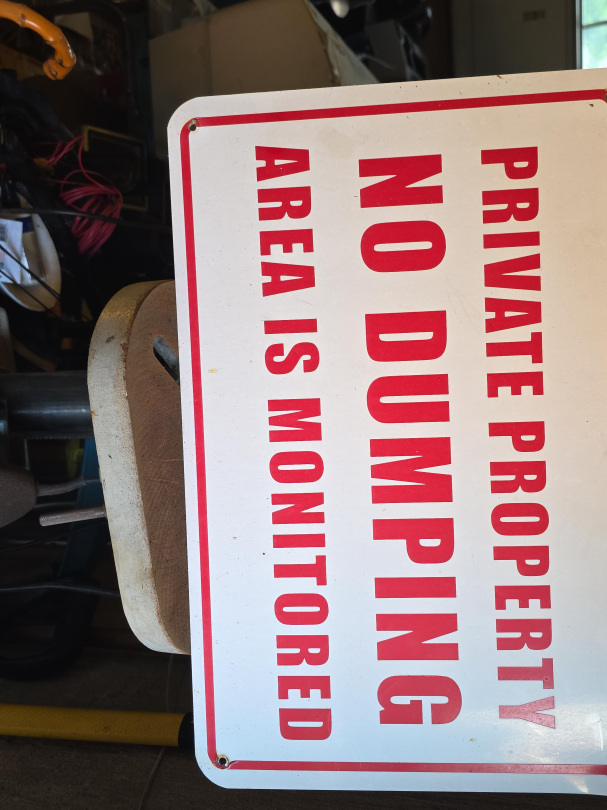 PRIVATE PROPERTY
NO DUMPING
AREA IS MONITORED